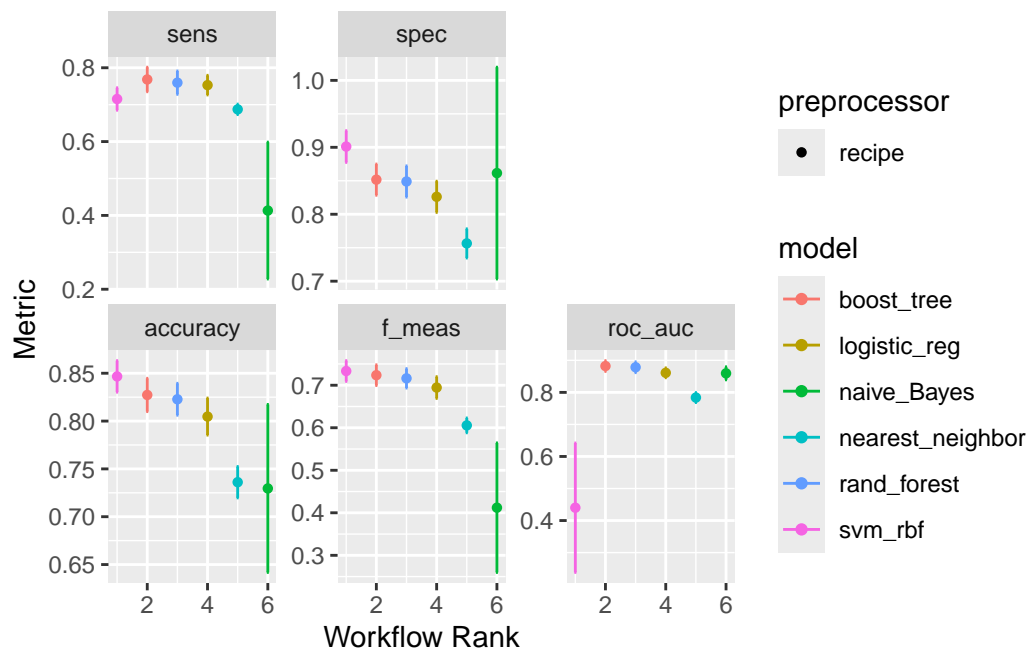 sens
spec
0.8
0.6
0.4
0.2
1.0
0.9
0.8
0.7
accuracy
f_meas
roc_auc
0.85
0.80
0.75
0.70
0.65
0.7
0.6
0.5
0.4
0.3
0.8
0.6
0.4
2 4 6
2 4 6
2 4 6
Metric
Workflow Rank
preprocessor
recipe
model
boost_tree
logistic_reg
naive_Bayes
nearest_neighbor
rand_forest
svm_rbf